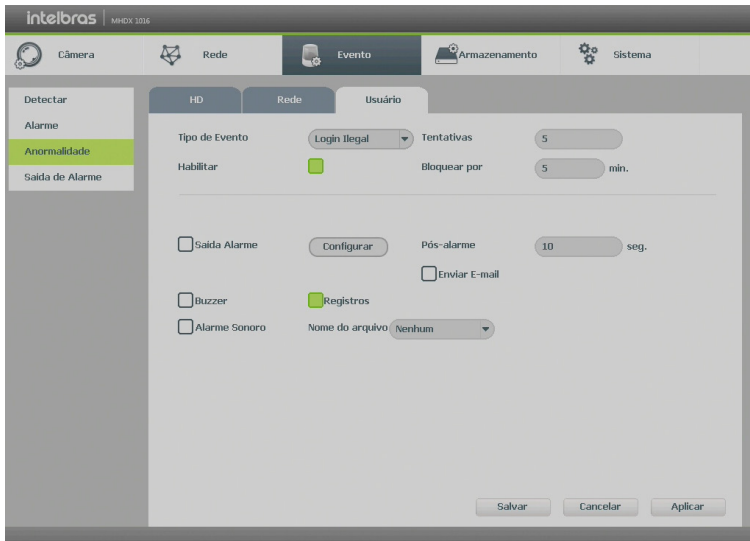 intelbras MHDX 1016
Câmera Rede Evento Armazenamento Sistema
Detectar
Alarme
Anormalidade
Saída de Alarme
HD Rede Usuário
Tipo de Evento Login Ilegal Tentativas 5
Habilitar Bloquear por 5 min.
Saída Alarme Configurar Pós-alarme 10 seg.
Enviar E-mail
Buzzer Registros
Alarme Sonoro Nome do arquivo Nenhum
Salvar Cancelar Aplicar